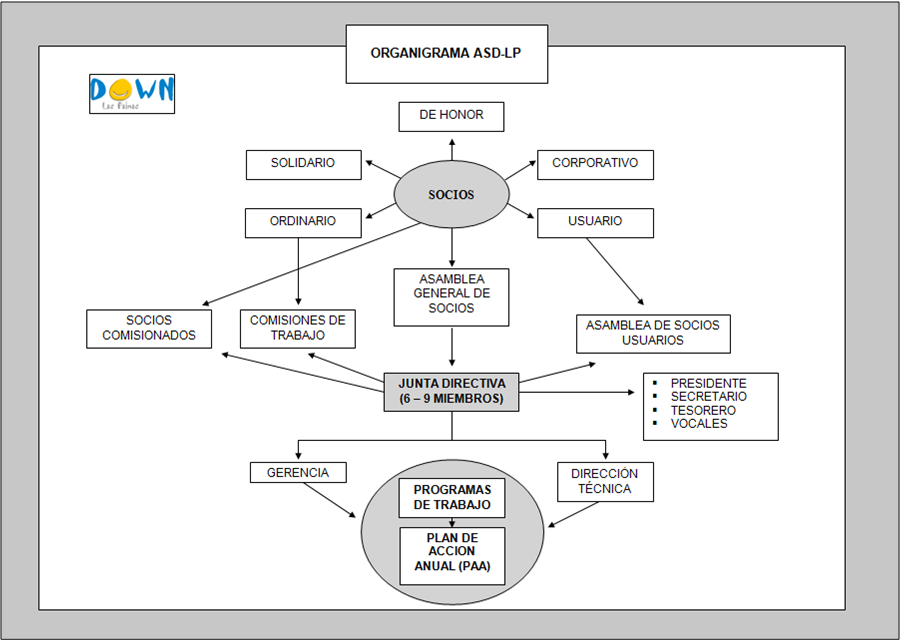 ORGANIGRAMA ASD-LP
DOWN
Las Palmas
DE HONOR
SOLIDARIO
CORPORATIVO
SOCIOS
ORDINARIO
USUARIO
ASAMBLEA
GENERAL DE
SOCIOS
SOCIOS
COMISIONADOS
COMISIONES DE
TRABAJO
ASAMBLEA DE SOCIOS
USUARIOS
JUNTA DIRECTIVA
(6 – 9 MIEMBROS)
▪ PRESIDENTE
▪ SECRETARIO
▪ TESORERO
▪ VOCALES
GERENCIA
DIRECCIÓN
TÉCNICA
PROGRAMAS
DE TRABAJO
PLAN DE
ACCION
ANUAL (PAA)